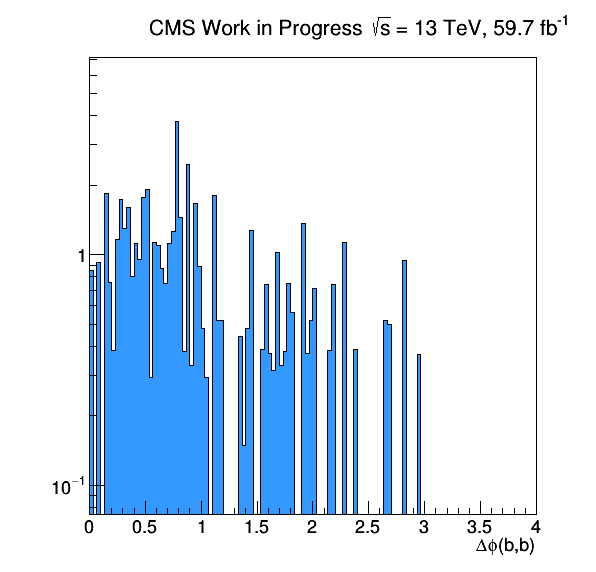 CMS Work in Progress √s = 13 TeV, 59.7 fb⁻¹
1
10⁻¹
0 0.5 1 1.5 2 2.5 3 3.5 4
Δϕ(b,b)